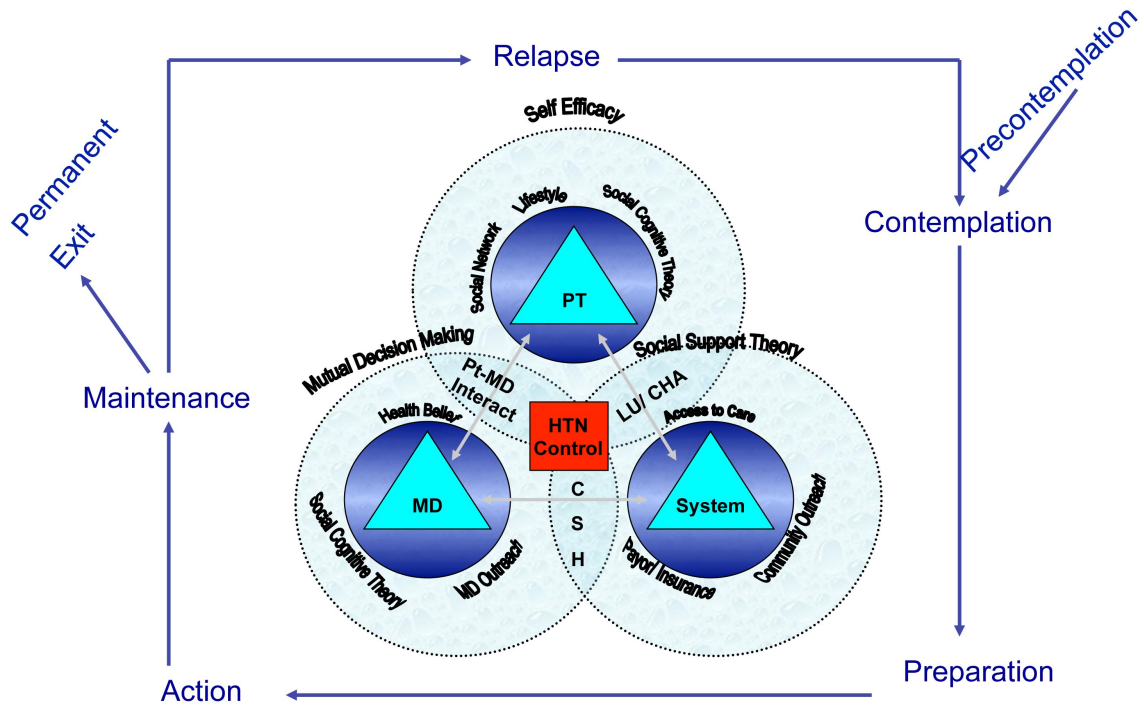 Relapse
Precontemplation
Permanent
Exit
Contemplation
Self Efficacy
Lifestyle
Social Cognitive Theory
Social Network
PT
Mutual Decision Making
Social Support Theory
Pt-MD
Interact
LU/ CHA
Maintenance
Health Belief
HTN
Control
Access to Care
MD
C
S
H
System
Social Cognitive Theory
MD Outreach
Payor/ Insurance
Community Outreach
Action
Preparation